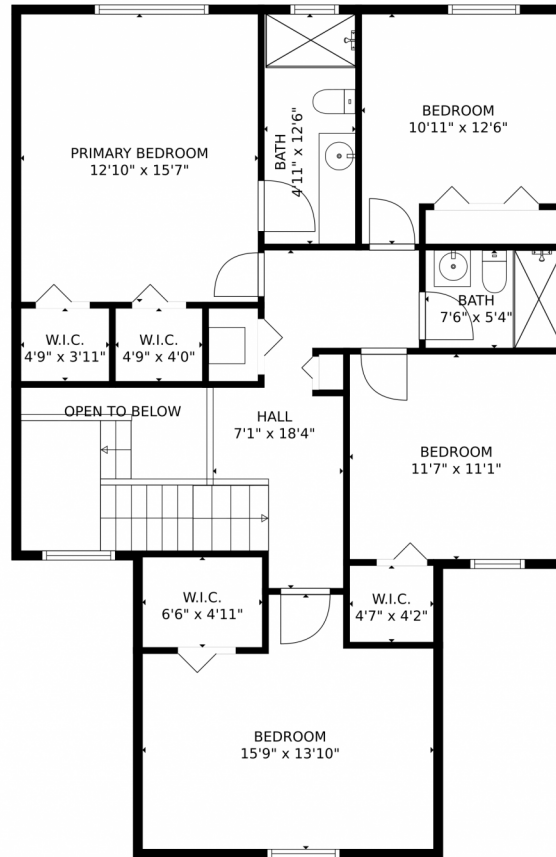 PRIMARY BEDROOM
12'10" x 15'7"
BATH
4'11" x 12'6"
BEDROOM
10'11" x 12'6"
W.I.C.
4'9" x 3'11"
W.I.C.
4'9" x 4'0"
BATH
7'6" x 5'4"
OPEN TO BELOW
HALL
7'1" x 18'4"
BEDROOM
11'7" x 11'1"
W.I.C.
6'6" x 4'11"
W.I.C.
4'7" x 4'2"
BEDROOM
15'9" x 13'10"